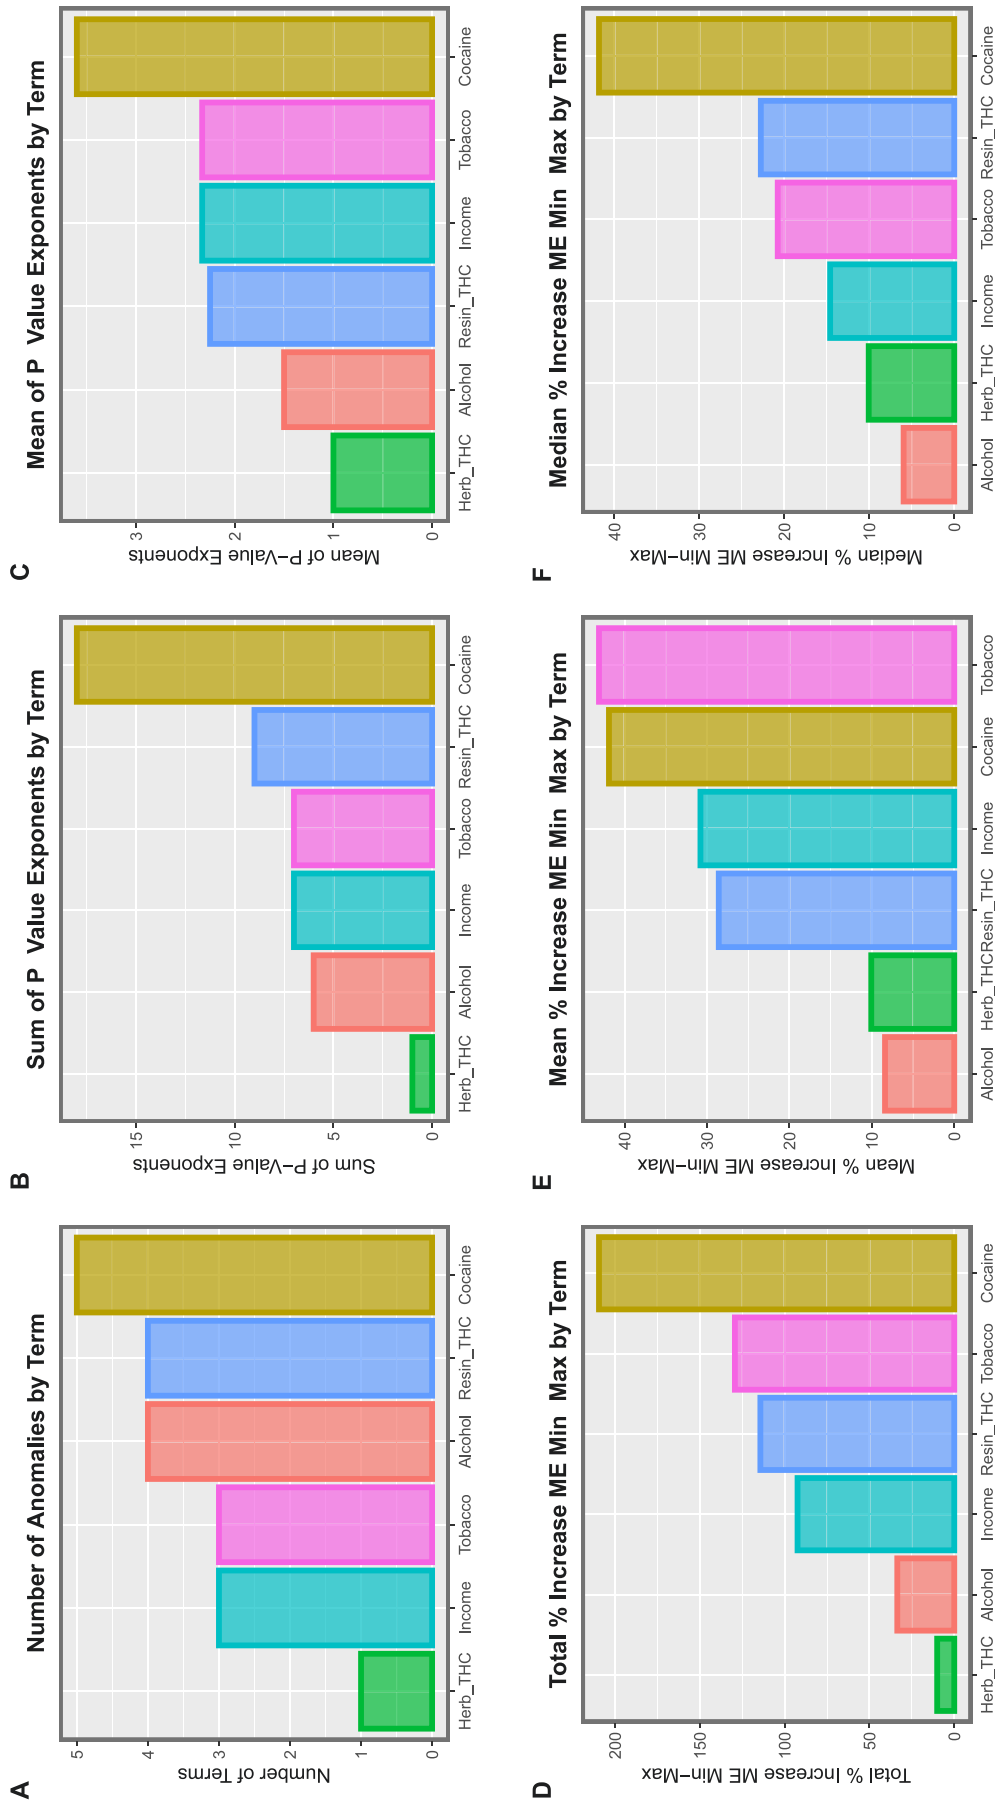 A
Number of Anomalies by Term
Number of Terms
5
4
3
2
1
0
Herb_THC Income Tobacco Alcohol Resin_THC Cocaine
B
Sum of P Value Exponents by Term
Sum of P−Value Exponents
15
10
5
0
Herb_THC Alcohol Income Tobacco Resin_THC Cocaine
C
Mean of P Value Exponents by Term
Mean of P−Value Exponents
3
2
1
0
Herb_THC Alcohol Resin_THC Income Tobacco Cocaine
D
Total % Increase ME Min Max by Term
Total % Increase ME Min−Max
200
150
100
50
0
Herb_THC Alcohol Income Resin_THC Tobacco Cocaine
E
Mean % Increase ME Min Max by Term
Mean % Increase ME Min−Max
40
30
20
10
0
Alcohol Herb_THC Resin_THC Income Cocaine Tobacco
F
Median % Increase ME Min Max by Term
Median % Increase ME Min−Max
40
30
20
10
0
Alcohol Herb_THC Income Tobacco Resin_THC Cocaine